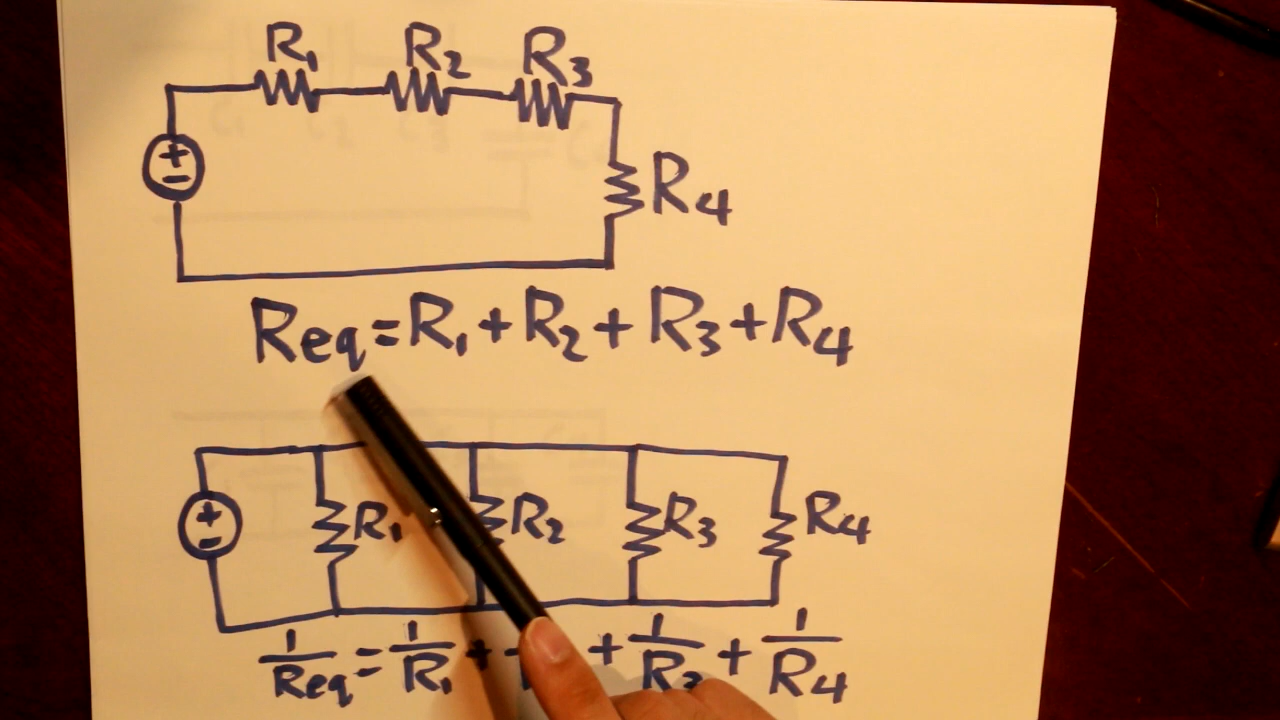 R₁ R₂ R₃
+
−
R₄
Req=R₁+R₂+R₃+R₄
+
−
R₁ R₂ R₃ R₄
1/Req=1/R₁+ +1/R₃+1/R₄